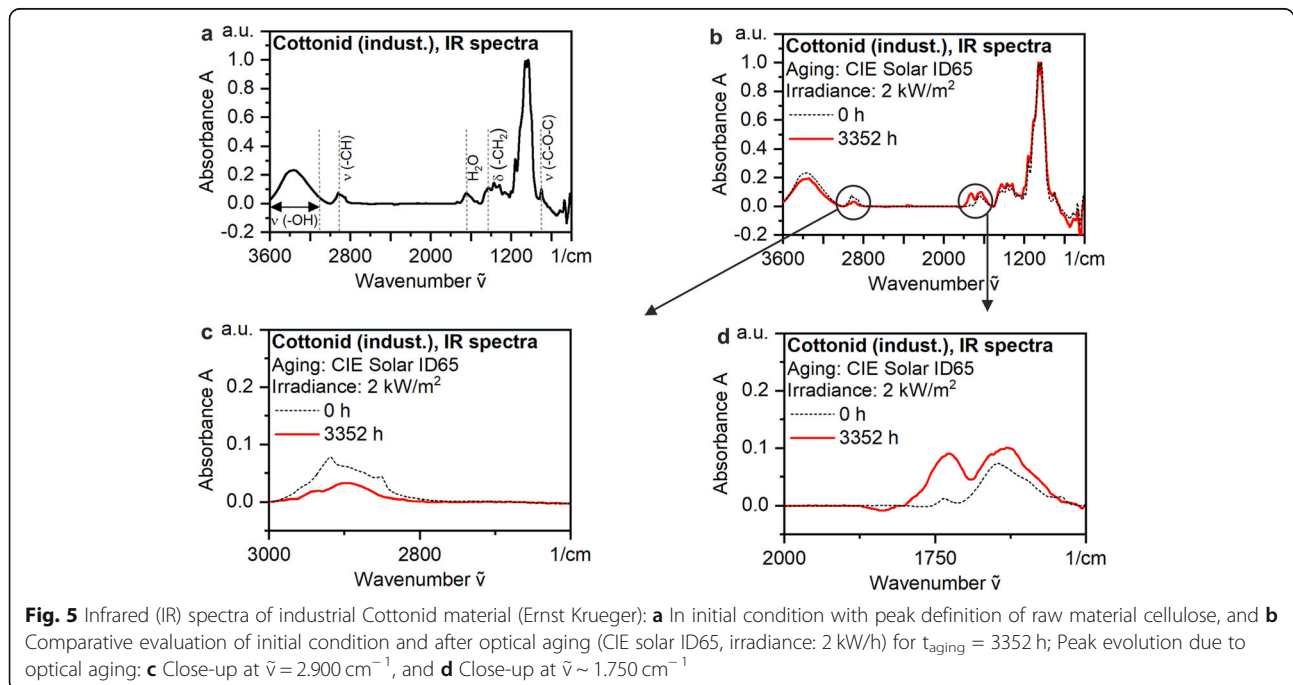 a
a.u.
Cottonid (indust.), IR spectra
1.0
0.8
0.6
0.4
0.2
0.0
-0.2
Absorbance A
ν (-OH)
ν (-CH)
H₂O
δ (-CH₂)
ν (-C-O-C)
3600
2800
2000
1200
1/cm
Wavenumber ν̃
b
a.u.
Cottonid (indust.), IR spectra
Aging: CIE Solar ID65
Irradiance: 2 kW/m²
0 h
3352 h
1.0
0.8
0.6
0.4
0.2
0.0
-0.2
Absorbance A
3600
2800
2000
1200
1/cm
Wavenumber ν̃
c
a.u.
Cottonid (indust.), IR spectra
Aging: CIE Solar ID65
Irradiance: 2 kW/m²
0 h
3352 h
0.2
0.1
0.0
Absorbance A
3000
2800
1/cm
Wavenumber ν̃
d
a.u.
Cottonid (indust.), IR spectra
Aging: CIE Solar ID65
Irradiance: 2 kW/m²
0 h
3352 h
0.2
0.1
0.0
Absorbance A
2000
1750
1/cm
Wavenumber ν̃
Fig. 5 Infrared (IR) spectra of industrial Cottonid material (Ernst Krueger): a In initial condition with peak definition of raw material cellulose, and b
Comparative evaluation of initial condition and after optical aging (CIE solar ID65, irradiance: 2 kW/h) for t_aging = 3352 h; Peak evolution due to
optical aging: c Close-up at ν̃ = 2.900 cm⁻¹, and d Close-up at ν̃ ~ 1.750 cm⁻¹